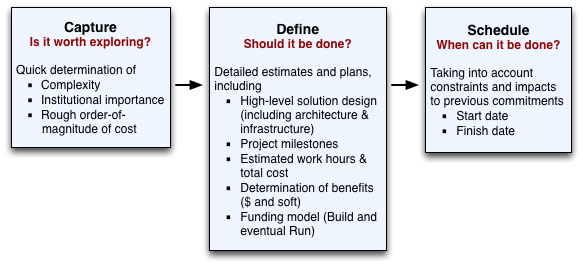 Capture
Is it worth exploring?
Quick determination of
▪ Complexity
▪ Institutional importance
▪ Rough order-of-
magnitude of cost
Define
Should it be done?
Detailed estimates and plans,
including
▪ High-level solution design
(including architecture &
infrastructure)
▪ Project milestones
▪ Estimated work hours &
total cost
▪ Determination of benefits
($ and soft)
▪ Funding model (Build and
eventual Run)
Schedule
When can it be done?
Taking into account
constraints and impacts
to previous commitments
▪ Start date
▪ Finish date